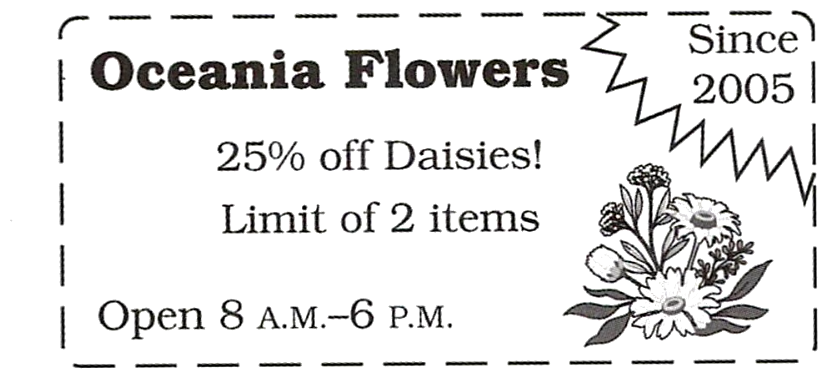 Oceania Flowers
Since
2005
25% off Daisies!
Limit of 2 items
Open 8 A.M.–6 P.M.